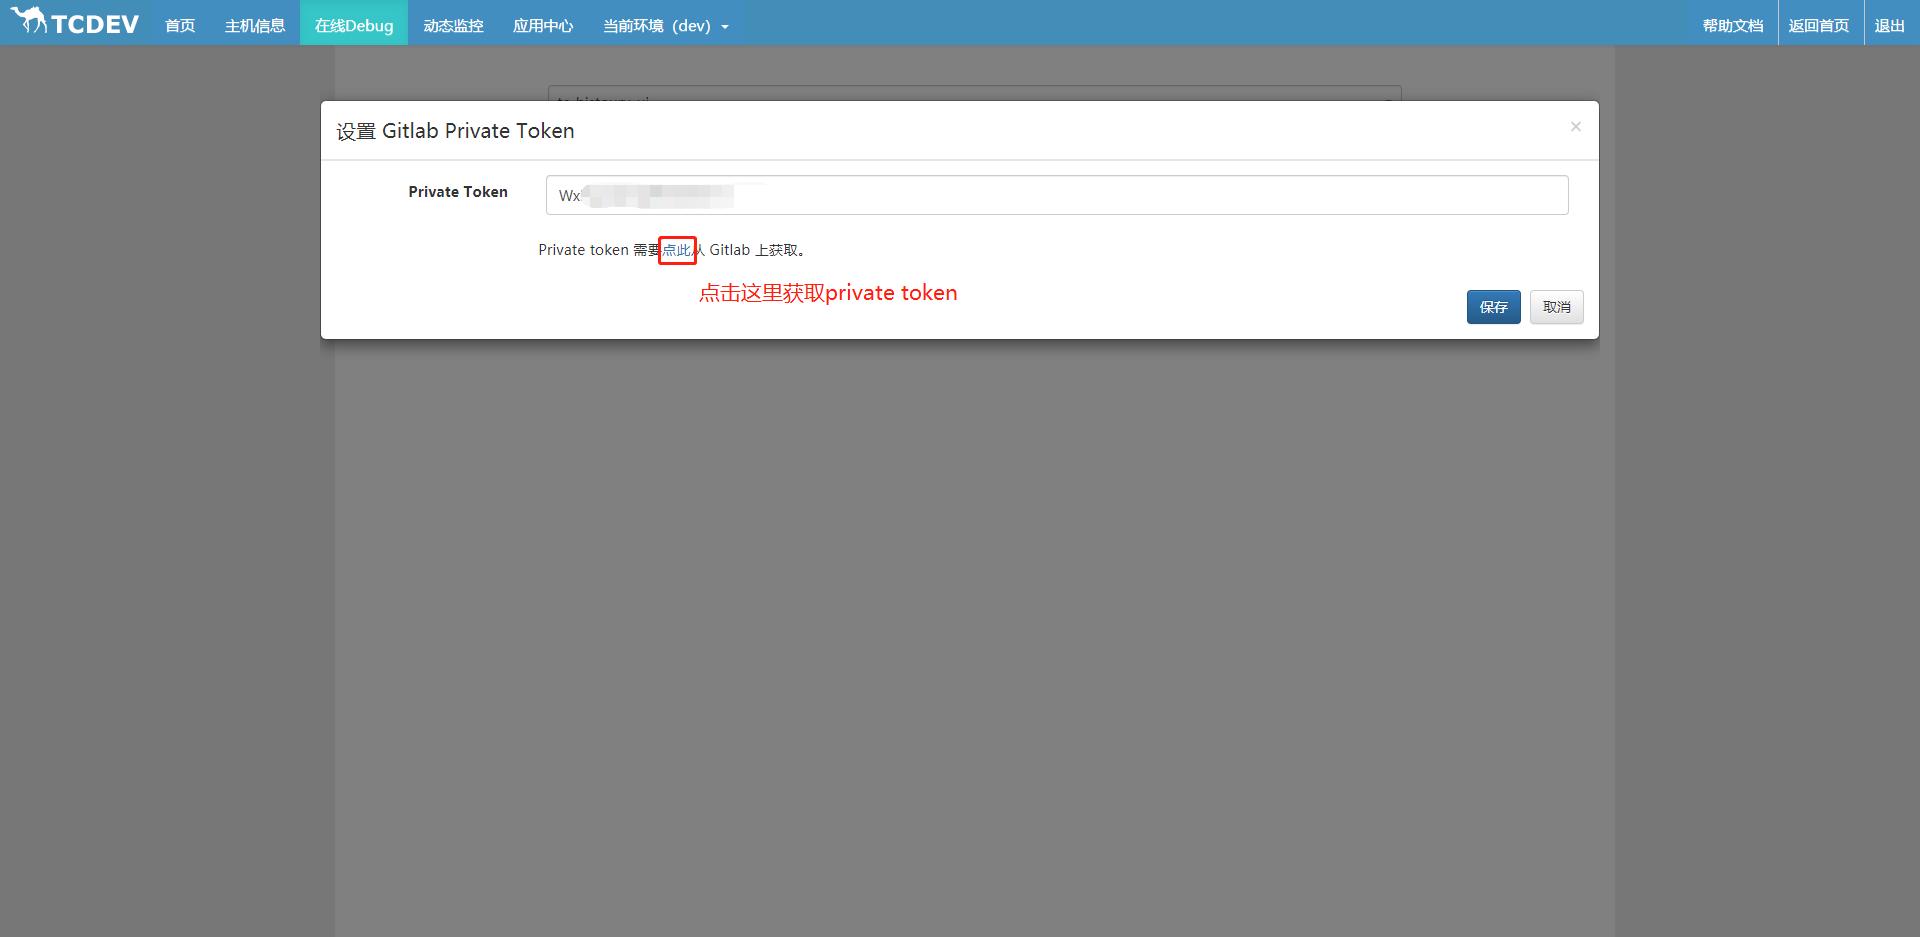 TCDEV 首页 主机信息 在线Debug 动态监控 应用中心 当前环境（dev） 帮助文档 返回首页 退出
设置 Gitlab Private Token ×
Private Token Wx
Private token 需要点此从 Gitlab 上获取。
点击这里获取private token
保存 取消